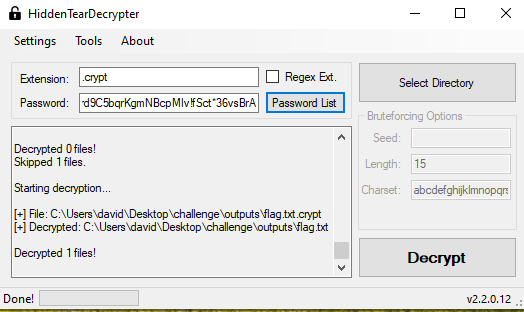 HiddenTearDecrypter
Settings Tools About
Extension: .crypt Regex Ext.
Password: rd9C5bqrKgmNBcpMIv!fSct*36vsBrA Password List
Select Directory
Bruteforcing Options
Seed:
Length: 15
Charset: abcdefghijklmnopqrs
Decrypt
Decrypted 0 files!
Skipped 1 files.
Starting decryption...
[+] File: C:\Users\david\Desktop\challenge\outputs\flag.txt.crypt
[+] Decrypted: C:\Users\david\Desktop\challenge\outputs\flag.txt
Decrypted 1 files!
Done! v2.2.0.12